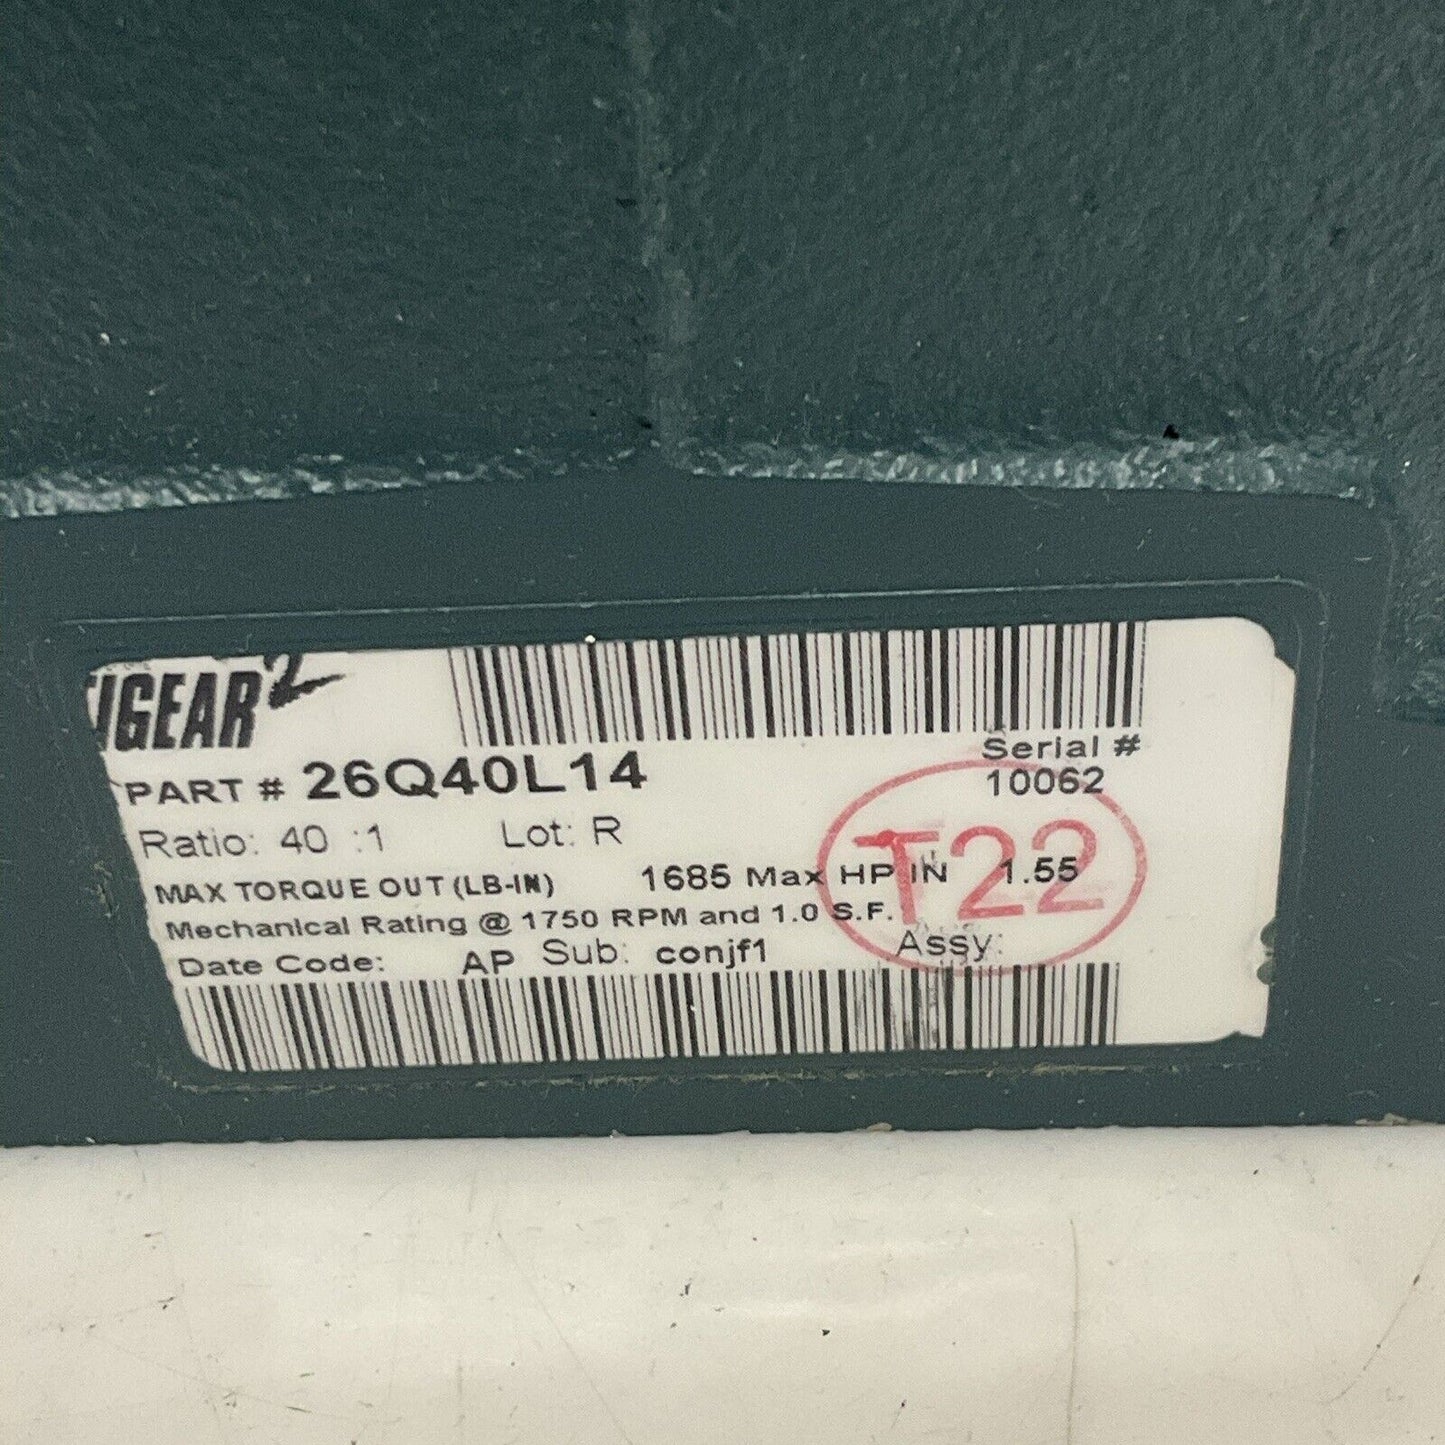 IGEAR2
PART # 26Q40L14
Serial #
10062
Ratio: 40 :1 Lot: R
T22
MAX TORQUE OUT (LB-IN) 1685 Max HP IN 1.55
Mechanical Rating @ 1750 RPM and 1.0 S.F.
Date Code: AP Sub: conjf1 Assy: